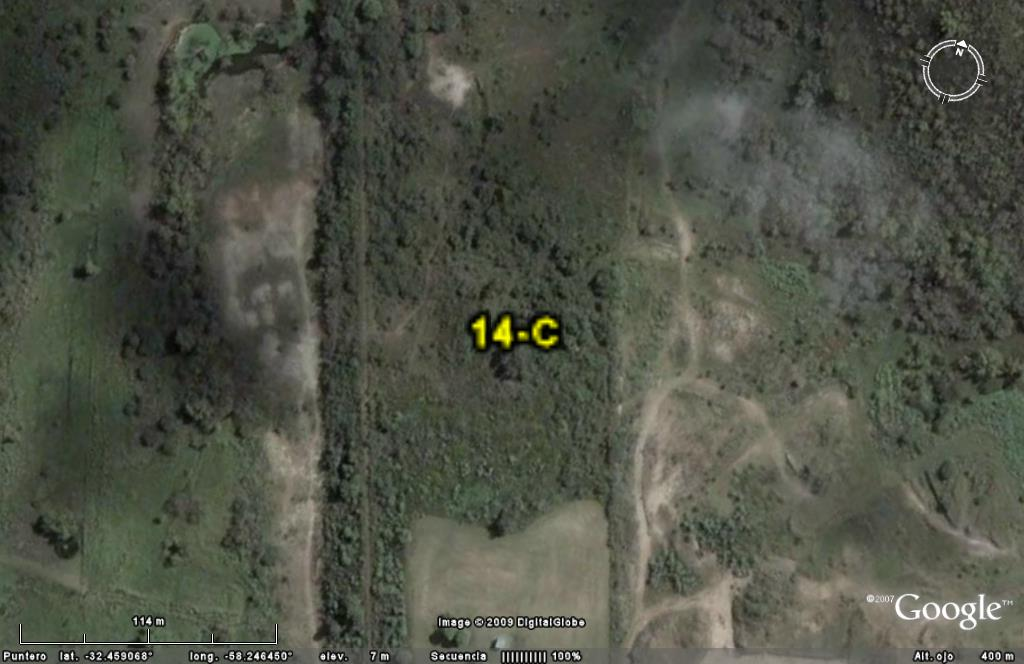 N
14-C
©2007 Google™
114 m
Image © 2009 DigitalGlobe
Puntero lat. -32.459068° long. -58.246450° elev. 7 m Secuencia |||||||||| 100% Alt. ojo 400 m